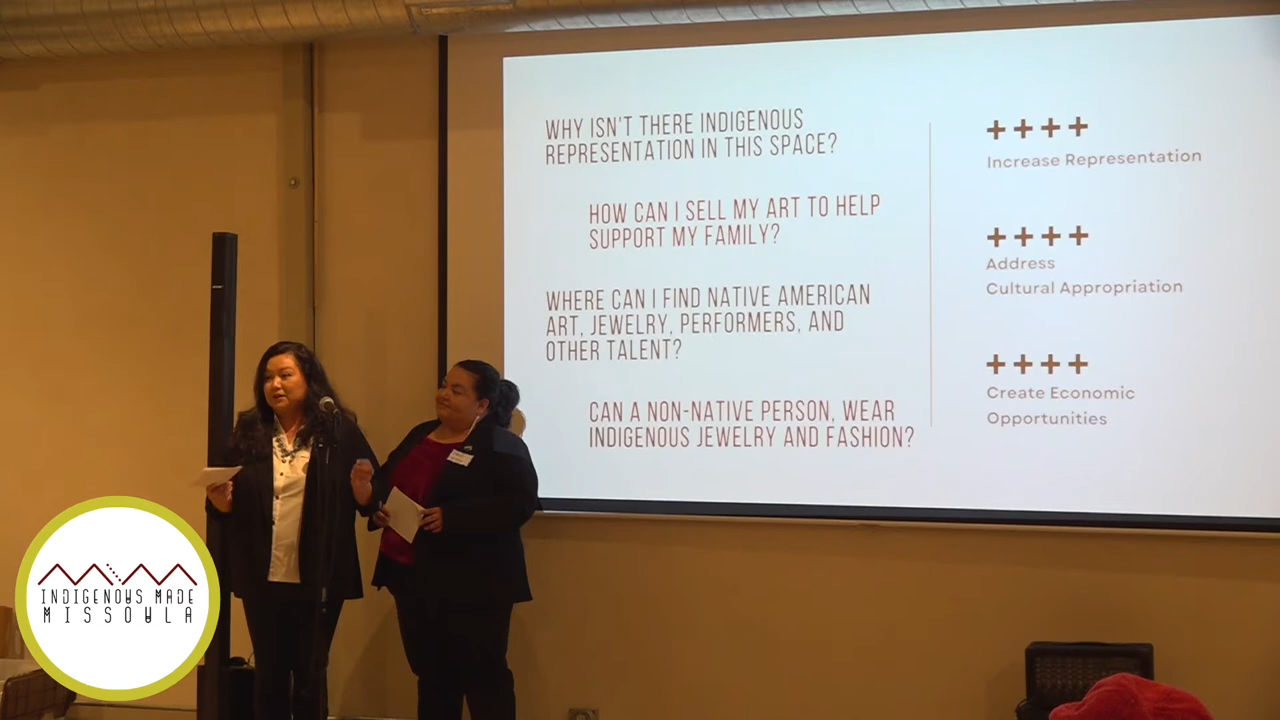 WHY ISN'T THERE INDIGENOUS
REPRESENTATION IN THIS SPACE?
HOW CAN I SELL MY ART TO HELP
SUPPORT MY FAMILY?
WHERE CAN I FIND NATIVE AMERICAN
ART, JEWELRY, PERFORMERS, AND
OTHER TALENT?
CAN A NON-NATIVE PERSON, WEAR
INDIGENOUS JEWELRY AND FASHION?
++++
Increase Representation
++++
Address
Cultural Appropriation
++++
Create Economic
Opportunities
INDIGENOUS MADE
MISSOULA